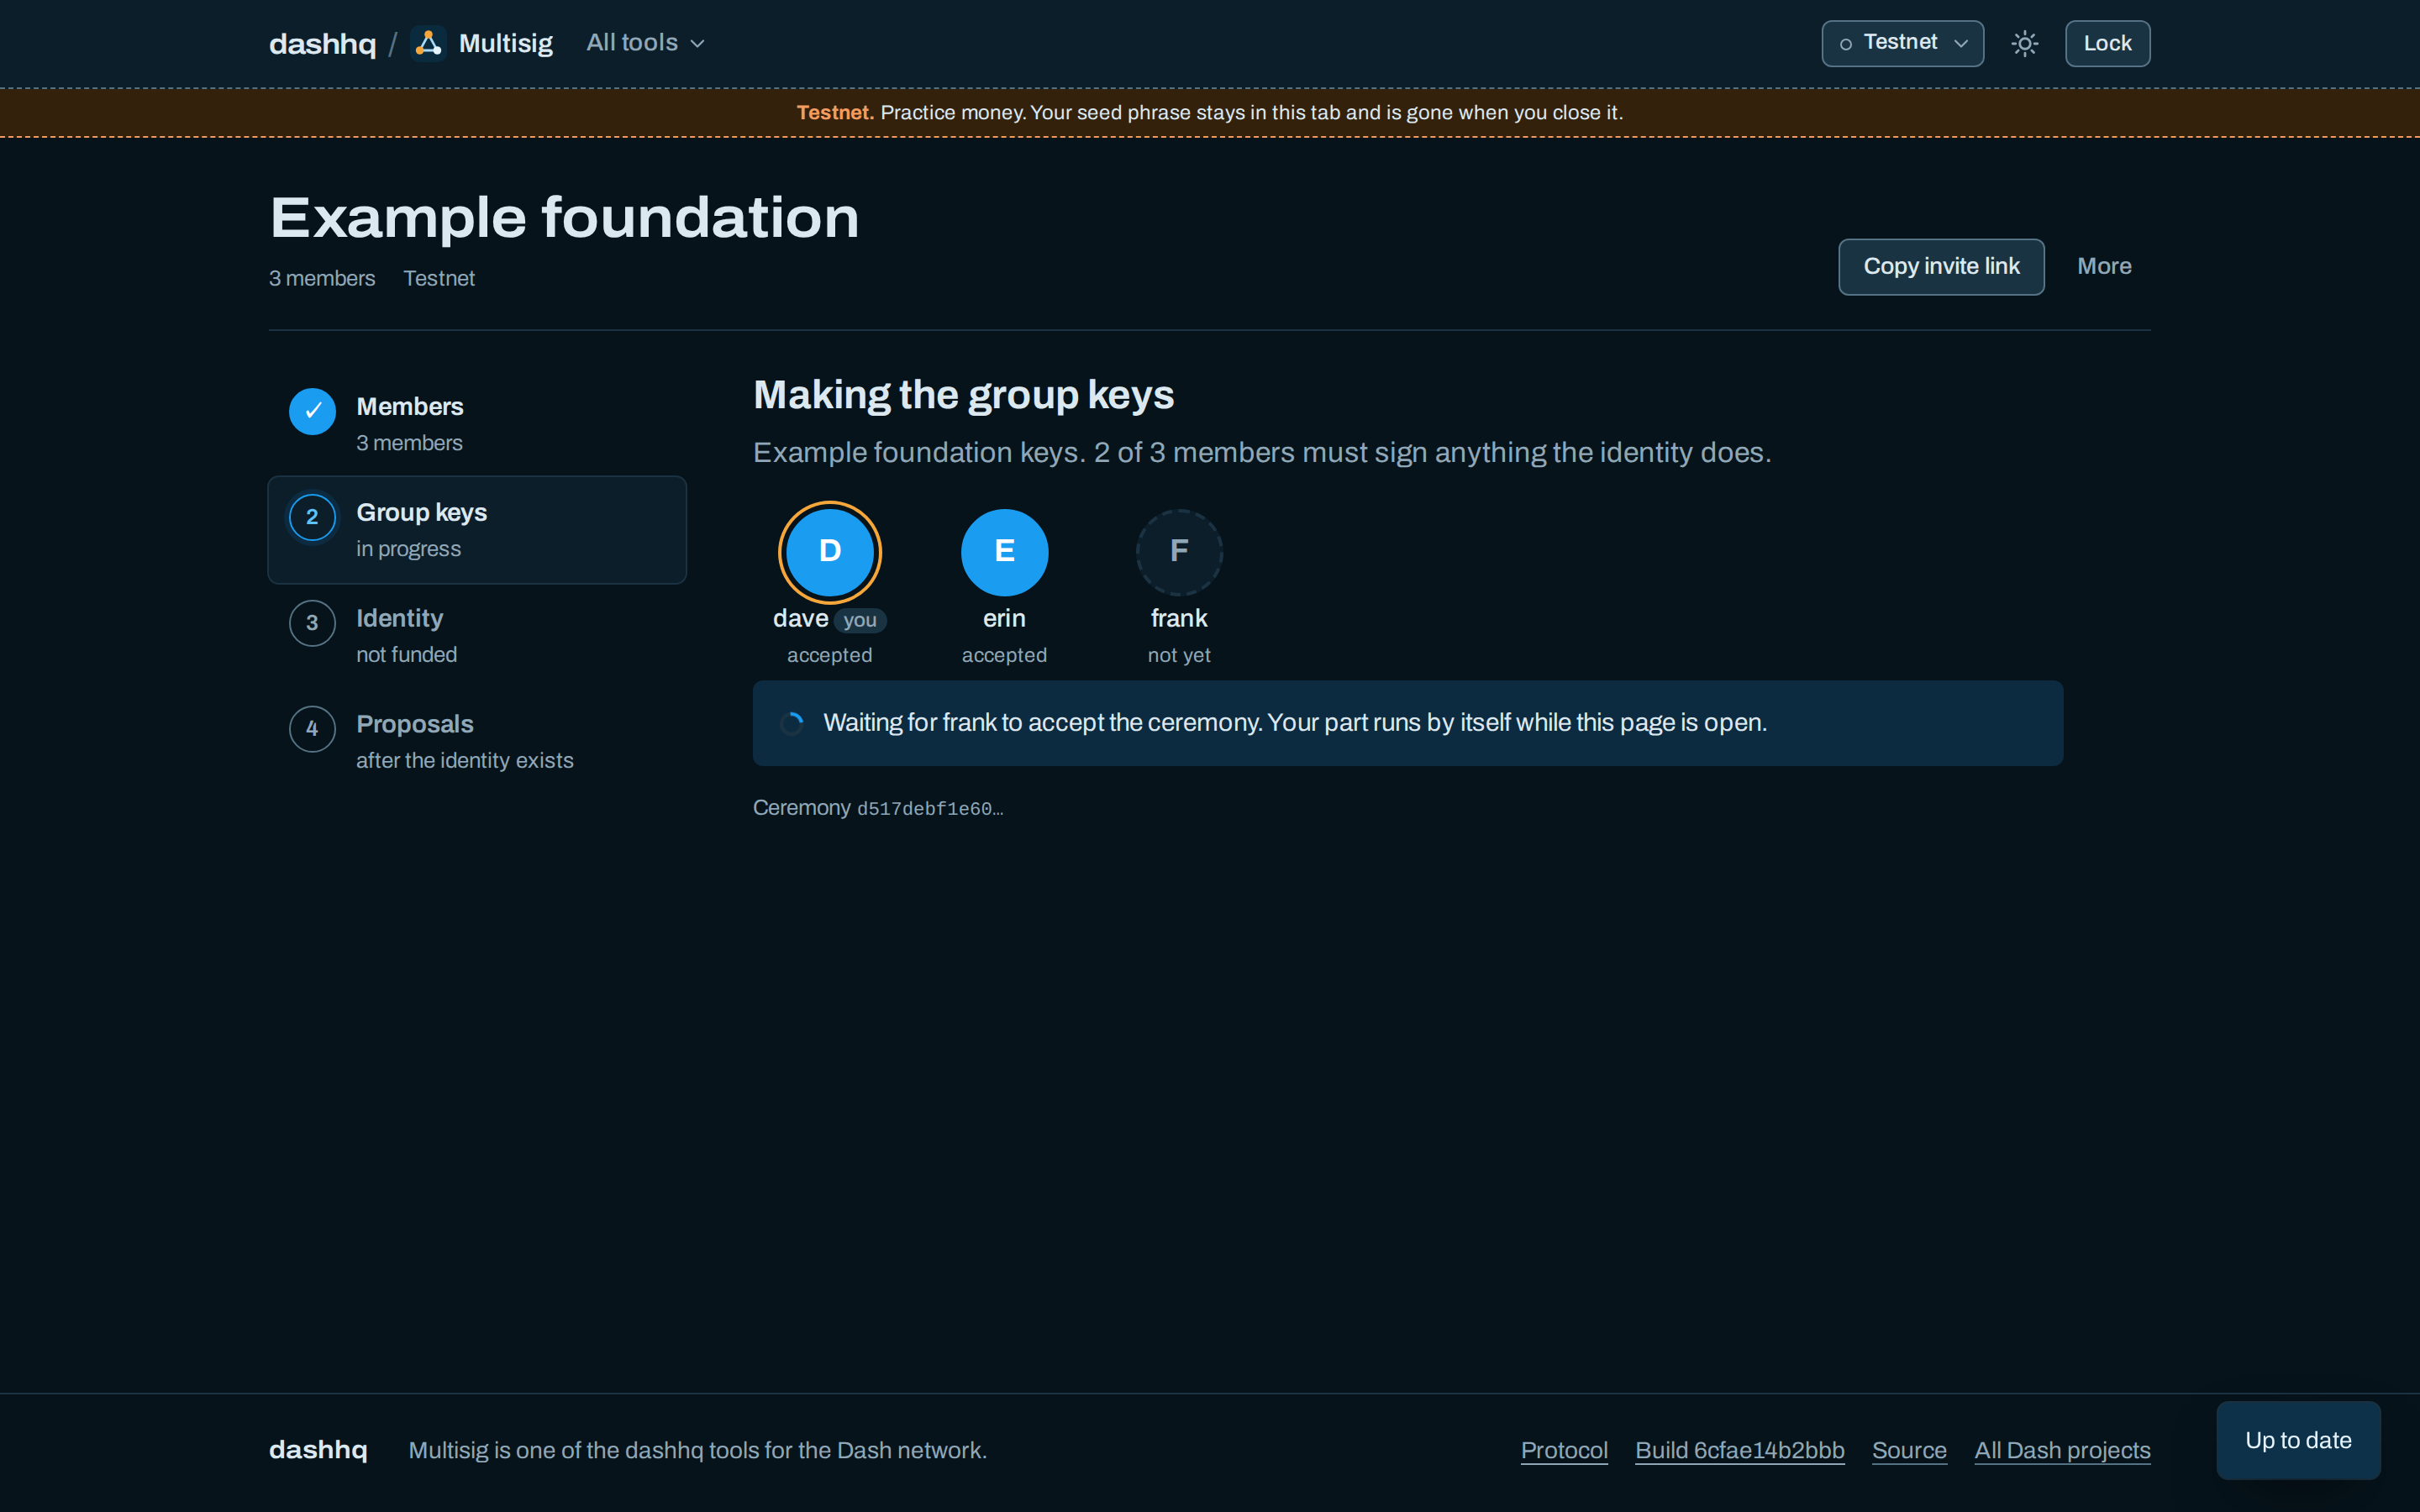 dashhq / Multisig All tools Testnet Lock
Testnet. Practice money. Your seed phrase stays in this tab and is gone when you close it.
Example foundation
3 members Testnet
Copy invite link More
✓ Members
3 members
2 Group keys
in progress
3 Identity
not funded
4 Proposals
after the identity exists
Making the group keys
Example foundation keys. 2 of 3 members must sign anything the identity does.
D E F
dave you erin frank
accepted accepted not yet
Waiting for frank to accept the ceremony. Your part runs by itself while this page is open.
Ceremony d517debf1e60…
dashhq Multisig is one of the dashhq tools for the Dash network. Protocol Build 6cfae14b2bbb Source All Dash projects
Up to date